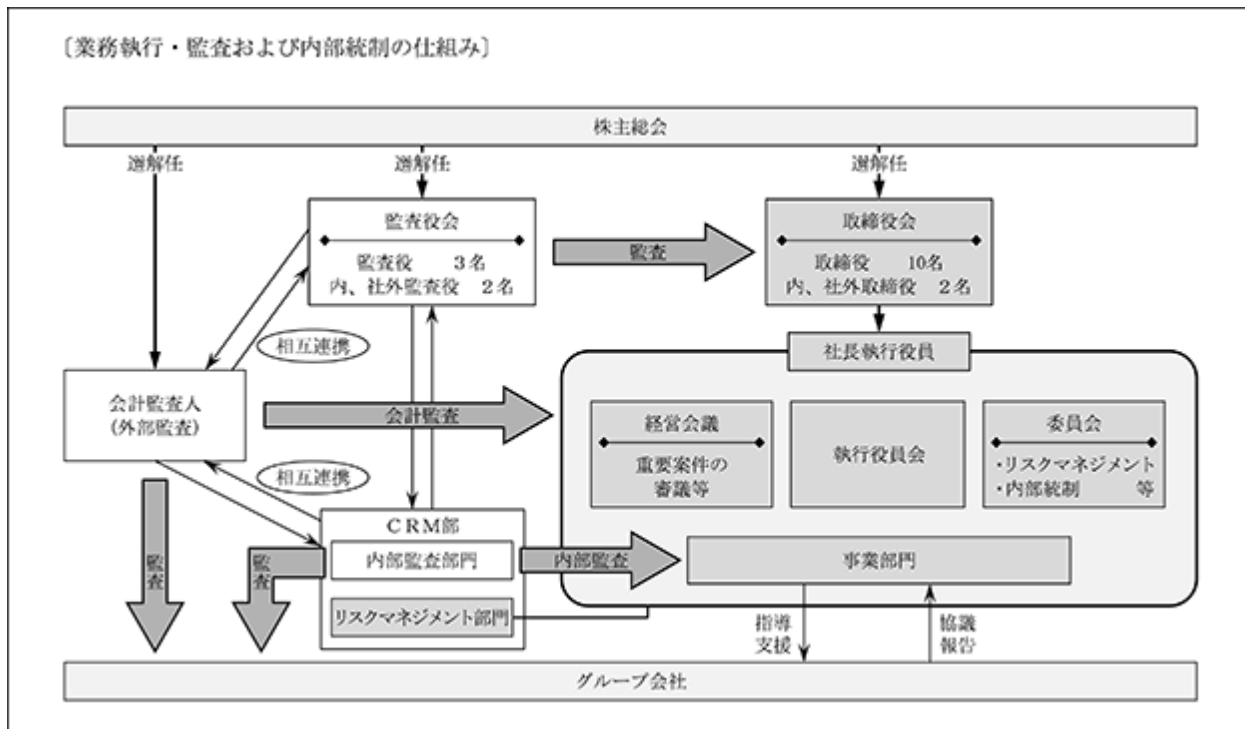 〔業務執行・監査および内部統制の仕組み〕
株主総会
選解任
選解任
選解任
監査役会
監査役　3名
内、社外監査役　2名
監査
取締役会
取締役　10名
内、社外取締役　2名
相互連携
社長執行役員
会計監査人
(外部監査)
会計監査
経営会議
重要案件の
審議等
執行役員会
委員会
・リスクマネジメント
・内部統制　等
相互連携
CRM部
内部監査部門
内部監査
事業部門
監査
監査
リスクマネジメント部門
指導
支援
協議
報告
グループ会社